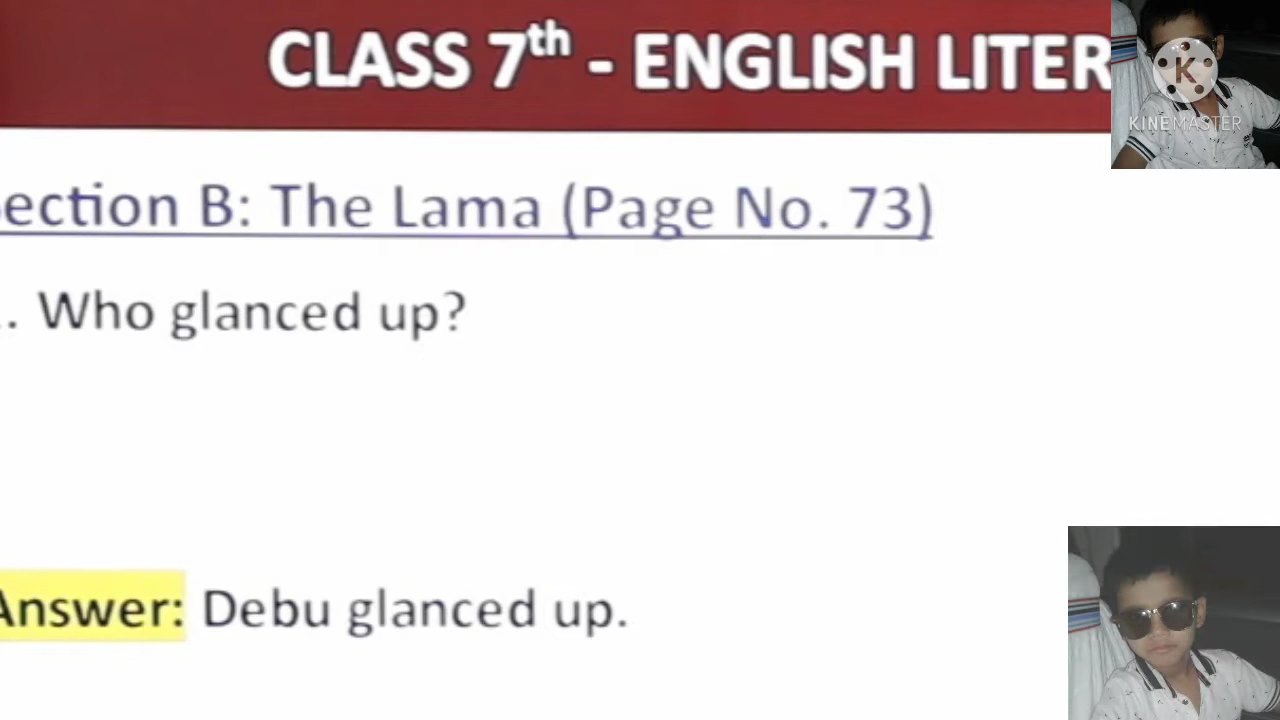 CLASS 7th - ENGLISH LITER
K
KINEMASTER
ection B: The Lama (Page No. 73)
. Who glanced up?
Answer: Debu glanced up.